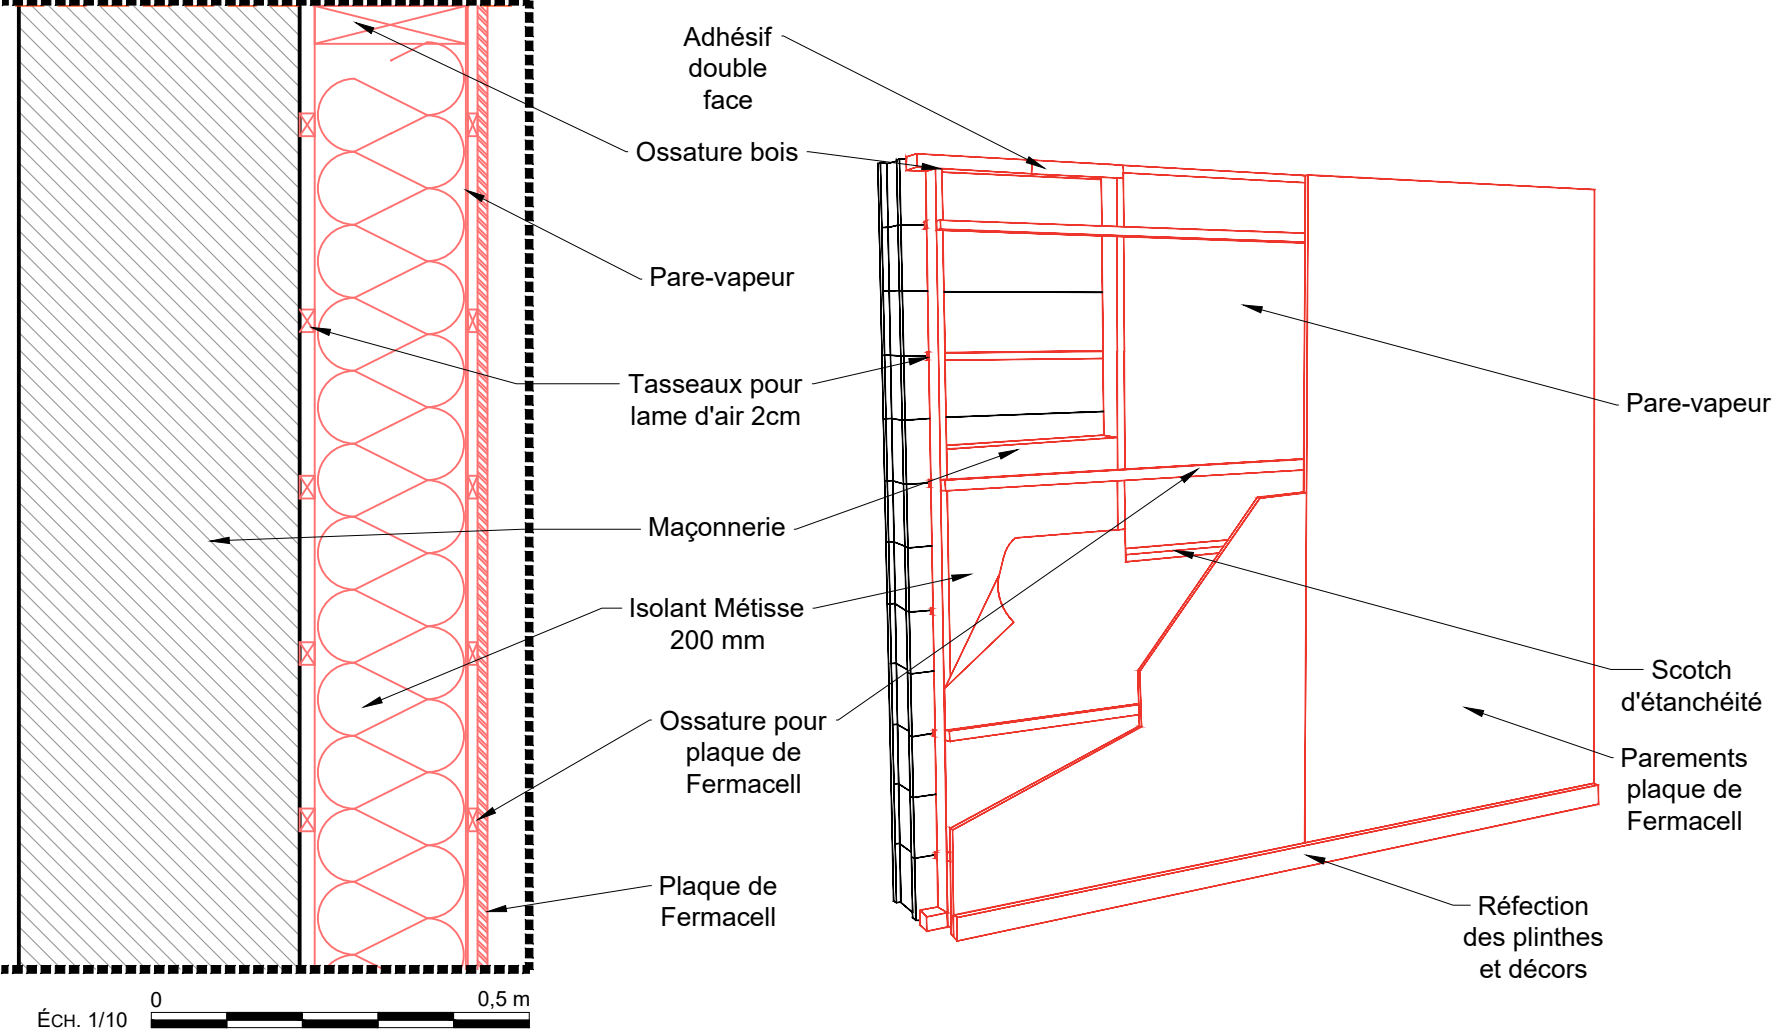 Adhésif
double
face
Ossature bois
Pare-vapeur
Tasseaux pour
lame d'air 2cm
Maçonnerie
Isolant Métisse
200 mm
Ossature pour
plaque de
Fermacell
Plaque de
Fermacell
Pare-vapeur
Scotch
d'étanchéité
Parements
plaque de
Fermacell
Réfection
des plinthes
et décors
0
0,5 m
ÉCH. 1/10